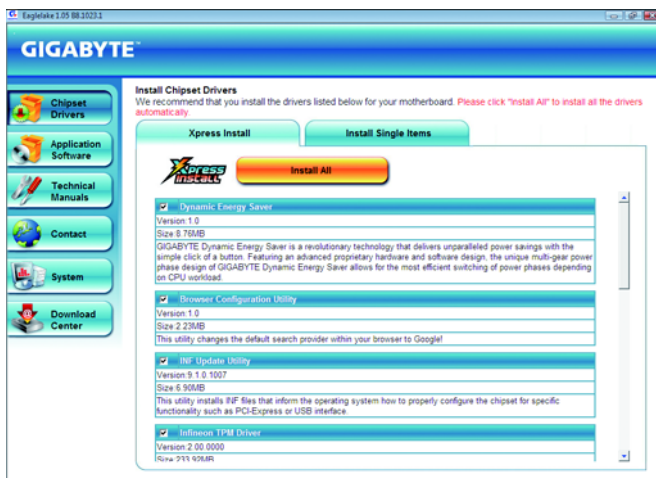 Eaglelake 1.05 B8.1023.1
GIGABYTE™
Chipset
Drivers
Application
Software
Technical
Manuals
Contact
System
Download
Center
Install Chipset Drivers
We recommend that you install the drivers listed below for your motherboard. Please click "Install All" to install all the drivers
automatically.
Xpress Install
Install Single Items
Xpress
INSTALL
Install All
Dynamic Energy Saver
Version:1.0
Size:8.76MB
GIGABYTE Dynamic Energy Saver is a revolutionary technology that delivers unparalleled power savings with the
simple click of a button. Featuring an advanced proprietary hardware and software design, the unique multi-gear power
phase design of GIGABYTE Dynamic Energy Saver allows for the most efficient switching of power phases depending
on CPU workload.
Browser Configuration Utility
Version:1.0
Size:2.23MB
This utility changes the default search provider within your browser to Google!
INF Update Utility
Version:9.1.0.1007
Size:6.90MB
This utility installs INF files that inform the operating system how to properly configure the chipset for specific
functionality such as PCI-Express or USB interface.
Infineon TPM Driver
Version:2.00.0000
Size:233.92MB